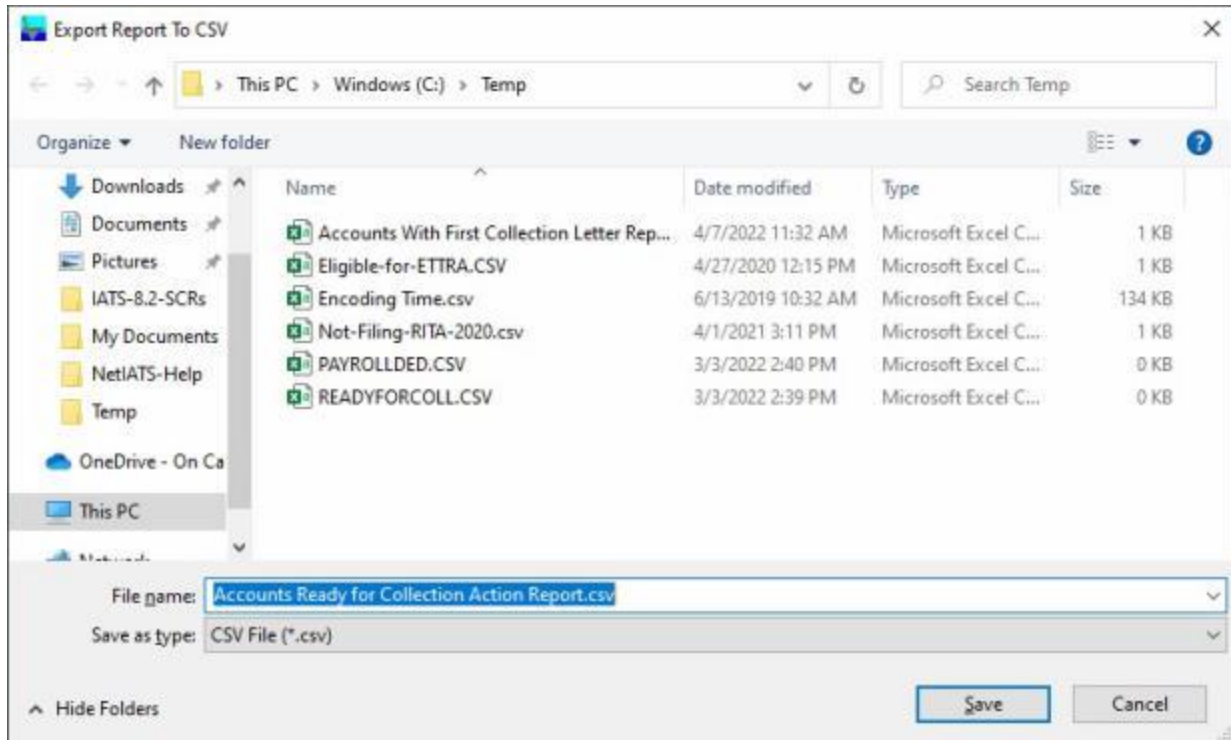 Export Report To CSV
This PC > Windows (C:) > Temp
Search Temp
Organize New folder
Name Date modified Type Size
Downloads
Documents
Pictures
IATS-8.2-SCRs
My Documents
NetIATS-Help
Temp
OneDrive - On Ca
This PC
Network
Accounts With First Collection Letter Rep... 4/7/2022 11:32 AM Microsoft Excel C... 1 KB
Eligible-for-ETTRA.CSV 4/27/2020 12:15 PM Microsoft Excel C... 1 KB
Encoding Time.csv 6/13/2019 10:32 AM Microsoft Excel C... 134 KB
Not-Filing-RITA-2020.csv 4/1/2021 3:11 PM Microsoft Excel C... 1 KB
PAYROLLDED.CSV 3/3/2022 2:40 PM Microsoft Excel C... 0 KB
READYFORCOLL.CSV 3/3/2022 2:39 PM Microsoft Excel C... 0 KB
File name: Accounts Ready for Collection Action Report.csv
Save as type: CSV File (*.csv)
Hide Folders
Save Cancel